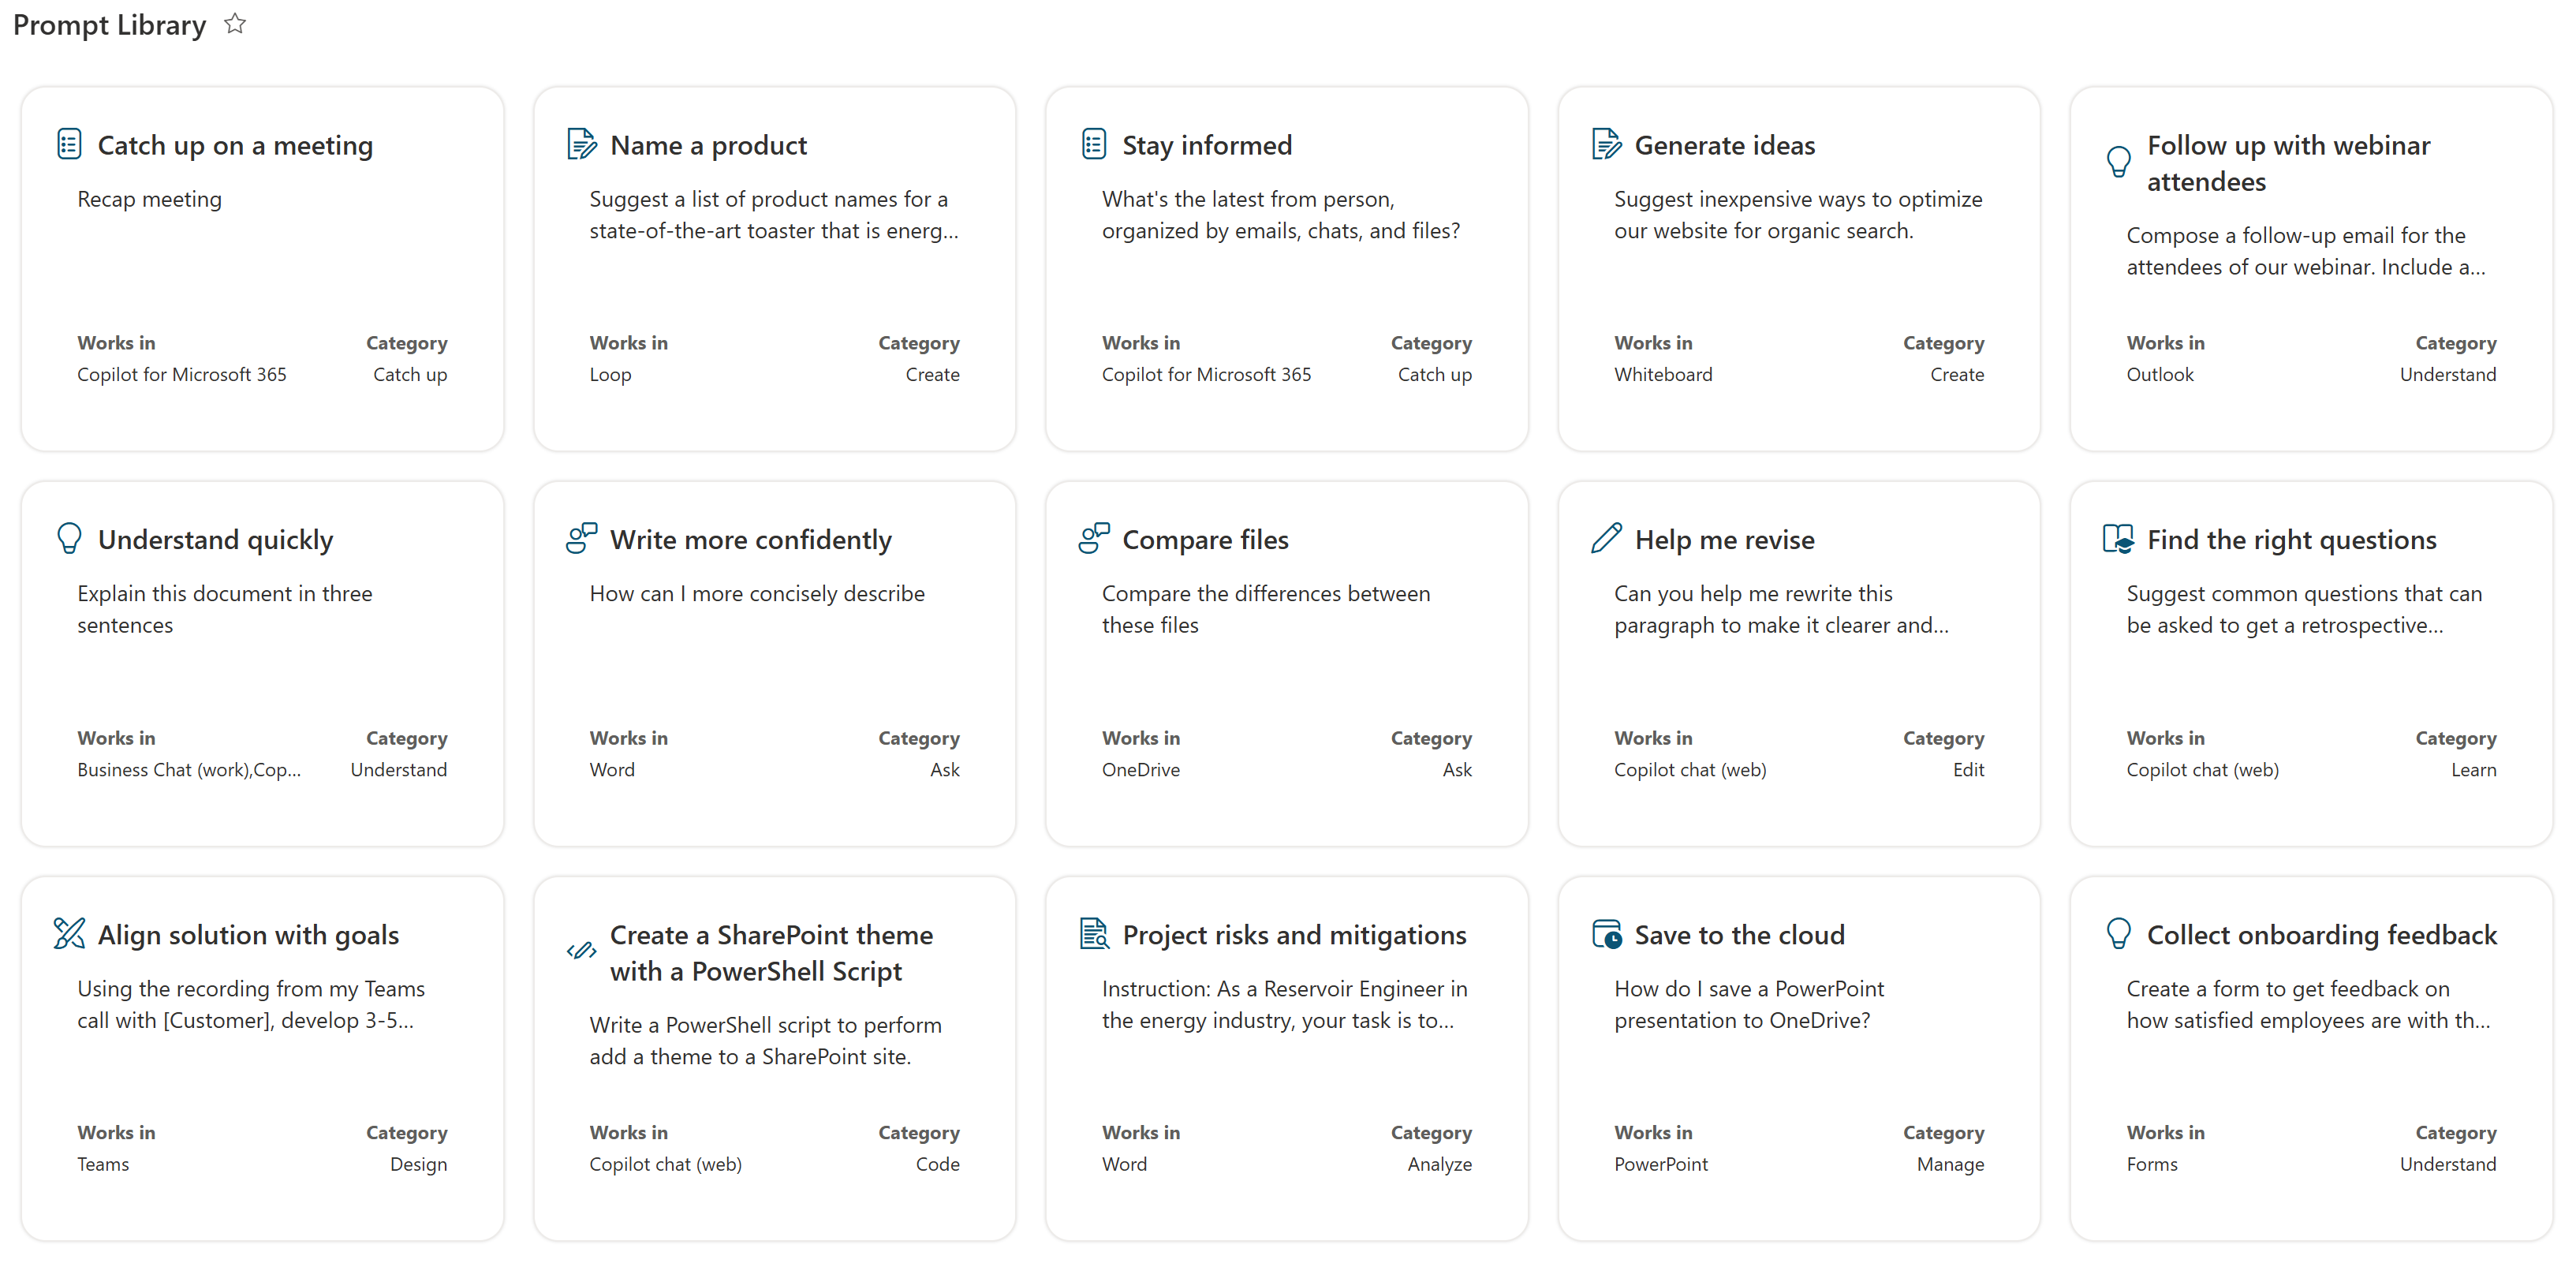 Prompt Library
Catch up on a meeting
Recap meeting
Works in
Category
Copilot for Microsoft 365
Catch up
Name a product
Suggest a list of product names for a
state-of-the-art toaster that is energ...
Works in
Category
Loop
Create
Stay informed
What's the latest from person,
organized by emails, chats, and files?
Works in
Category
Copilot for Microsoft 365
Catch up
Generate ideas
Suggest inexpensive ways to optimize
our website for organic search.
Works in
Category
Whiteboard
Create
Follow up with webinar
attendees
Compose a follow-up email for the
attendees of our webinar. Include a...
Works in
Category
Outlook
Understand
Understand quickly
Explain this document in three
sentences
Works in
Category
Business Chat (work),Cop...
Understand
Write more confidently
How can I more concisely describe
Works in
Category
Word
Ask
Compare files
Compare the differences between
these files
Works in
Category
OneDrive
Ask
Help me revise
Can you help me rewrite this
paragraph to make it clearer and...
Works in
Category
Copilot chat (web)
Edit
Find the right questions
Suggest common questions that can
be asked to get a retrospective...
Works in
Category
Copilot chat (web)
Learn
Align solution with goals
Using the recording from my Teams
call with [Customer], develop 3-5...
Works in
Category
Teams
Design
Create a SharePoint theme
with a PowerShell Script
Write a PowerShell script to perform
add a theme to a SharePoint site.
Works in
Category
Copilot chat (web)
Code
Project risks and mitigations
Instruction: As a Reservoir Engineer in
the energy industry, your task is to...
Works in
Category
Word
Analyze
Save to the cloud
How do I save a PowerPoint
presentation to OneDrive?
Works in
Category
PowerPoint
Manage
Collect onboarding feedback
Create a form to get feedback on
how satisfied employees are with th...
Works in
Category
Forms
Understand